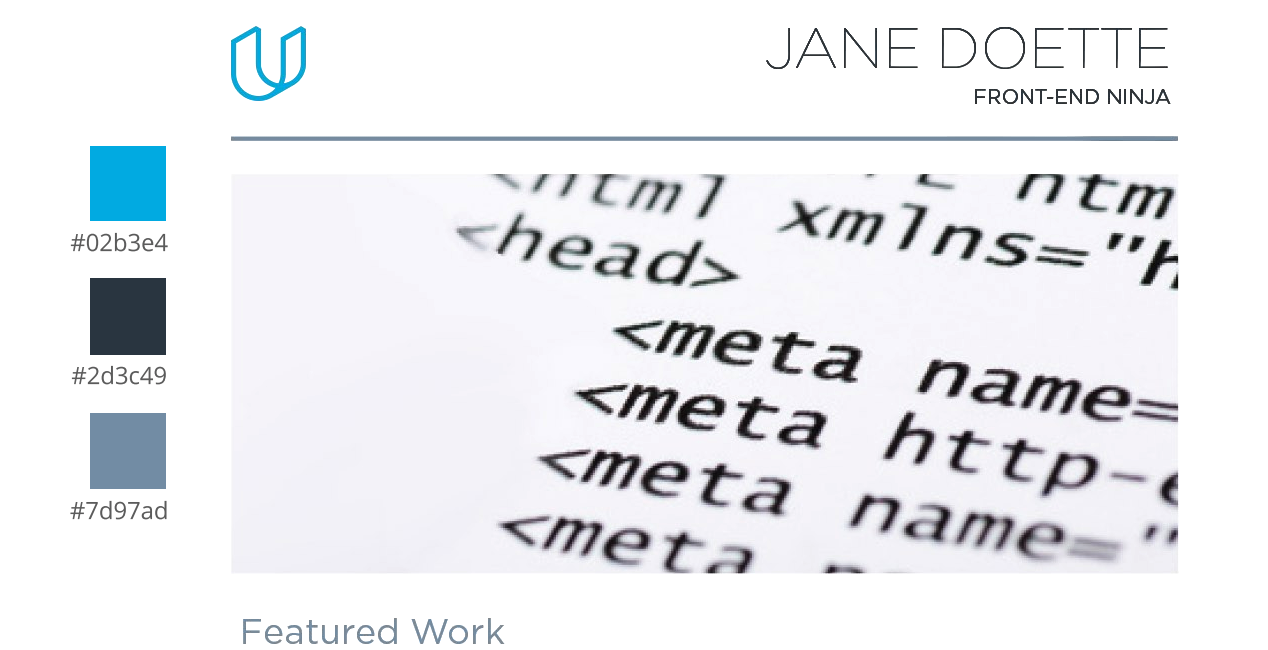 JANE DOETTE
FRONT-END NINJA
#02b3e4
#2d3c49
#7d97ad
<html xmlns="h
<head>
<meta name=
<meta http-e
<meta name="
<meta
Featured Work